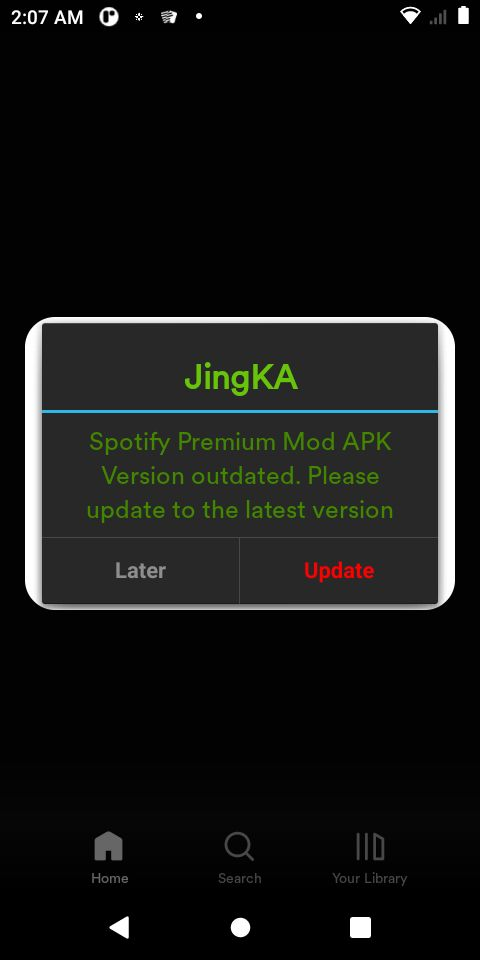 2:07 AM
JingKA
Spotify Premium Mod APK
Version outdated. Please
update to the latest version
Later Update
Home Search Your Library